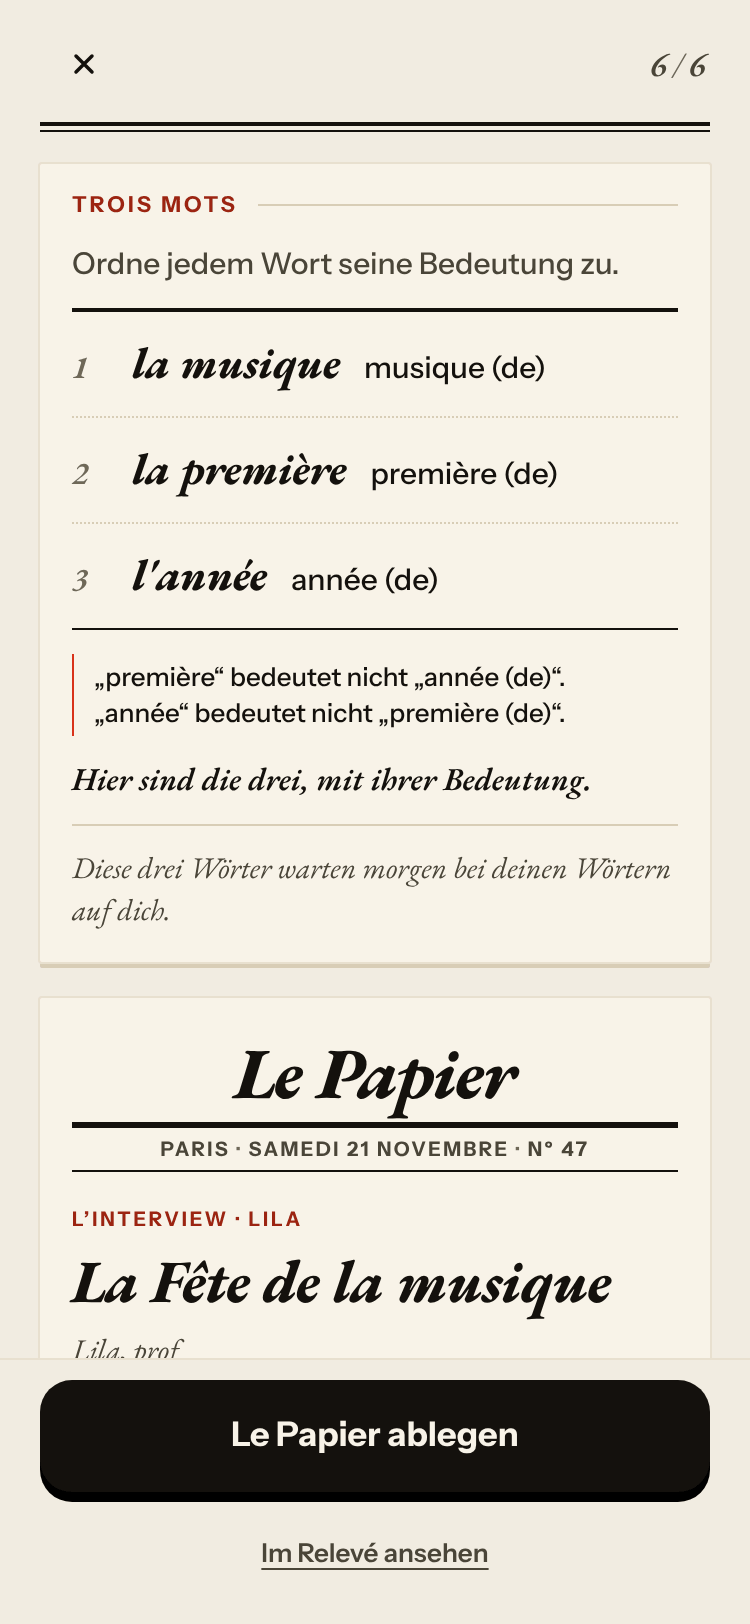 6/6
TROIS MOTS
Ordne jedem Wort seine Bedeutung zu.
1 la musique musique (de)
2 la première première (de)
3 l'année année (de)
„première“ bedeutet nicht „année (de)“.
„année“ bedeutet nicht „première (de)“.
Hier sind die drei, mit ihrer Bedeutung.
Diese drei Wörter warten morgen bei deinen Wörtern
auf dich.
Le Papier
PARIS · SAMEDI 21 NOVEMBRE · N° 47
L’INTERVIEW · LILA
La Fête de la musique
Lila, prof
Le Papier ablegen
Im Relevé ansehen